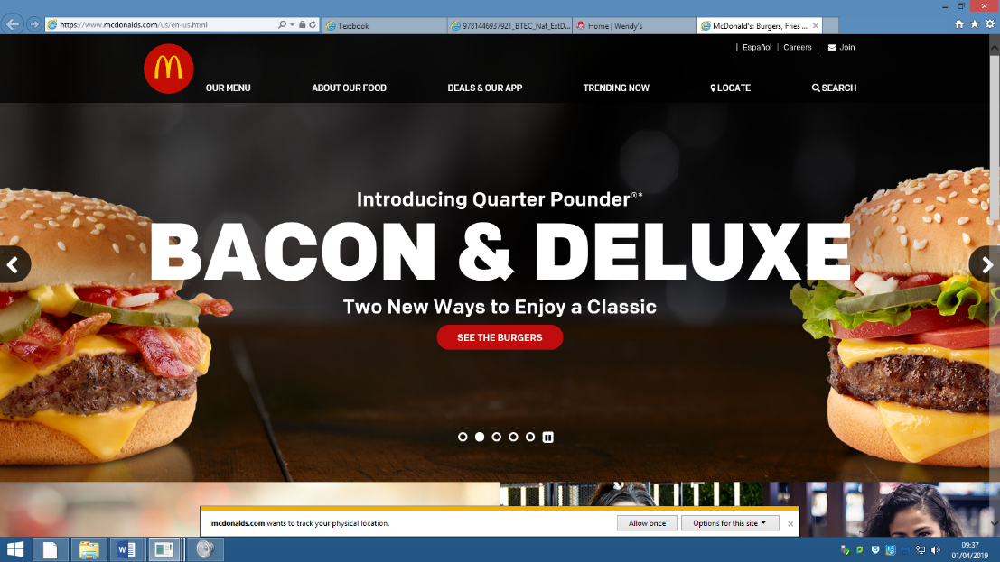 https://www.mcdonalds.com/us/en-us.html
Textbook
9781446937921_BTEC_Nat_ExtD...
Home | Wendy's
McDonald's: Burgers, Fries ...
| Español | Careers | Join
OUR MENU
ABOUT OUR FOOD
DEALS & OUR APP
TRENDING NOW
LOCATE
SEARCH
Introducing Quarter Pounder®*
BACON & DELUXE
Two New Ways to Enjoy a Classic
SEE THE BURGERS
mcdonalds.com wants to track your physical location.
Allow once
Options for this site
09:37
01/04/2019